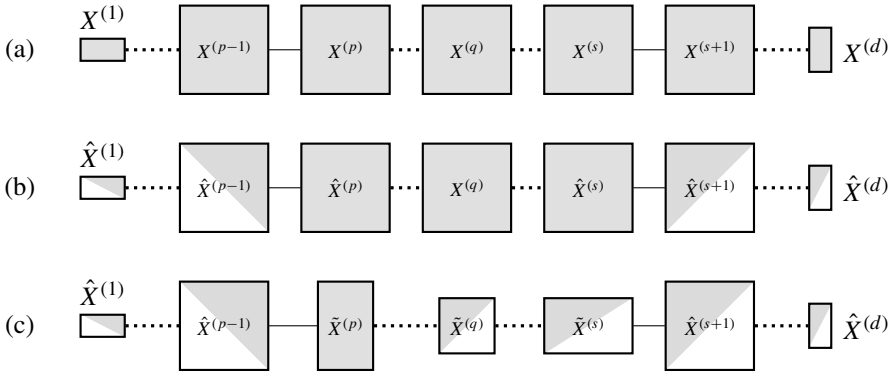 X^{(1)}
(a) X^{(p−1)} X^{(p)} X^{(q)} X^{(s)} X^{(s+1)} X^{(d)}
X̂^{(1)}
(b) X̂^{(p−1)} X̂^{(p)} X^{(q)} X̂^{(s)} X̂^{(s+1)} X̂^{(d)}
X̂^{(1)}
(c) X̂^{(p−1)} X̃^{(p)} X̃^{(q)} X̃^{(s)} X̂^{(s+1)} X̂^{(d)}